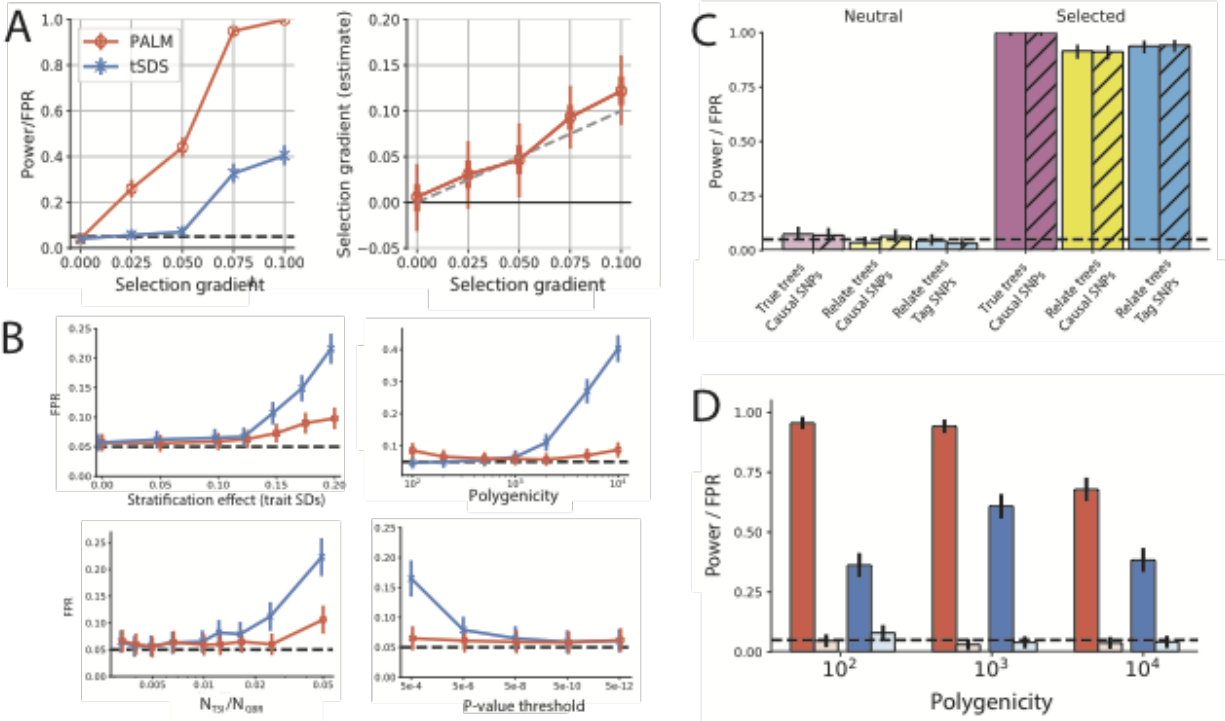 A
PALM
tSDS
Power/FPR
1.0
0.8
0.6
0.4
0.2
0.0
0.000
0.025
0.050
0.075
0.100
Selection gradient
Selection gradient (estimate)
0.20
0.15
0.10
0.05
0.00
−0.05
0.000
0.025
0.050
0.075
0.100
Selection gradient
B
FPR
0.25
0.20
0.15
0.10
0.05
0.00
0.00
0.05
0.10
0.15
0.20
Stratification effect (trait SDs)
0.4
0.3
0.2
0.1
10²
10³
10⁴
Polygenicity
FPR
0.25
0.20
0.15
0.10
0.05
0.00
0.005
0.01
0.02
0.05
N_TSI/N_GBR
0.25
0.20
0.15
0.10
0.05
0.00
5e-4
5e-6
5e-8
5e-10
5e-12
P-value threshold
C
Neutral
Selected
Power / FPR
1.00
0.75
0.50
0.25
0.00
True trees
Causal SNPs
Relate trees
Causal SNPs
Relate trees
Tag SNPs
True trees
Causal SNPs
Relate trees
Causal SNPs
Relate trees
Tag SNPs
D
Power / FPR
1.00
0.75
0.50
0.25
0.00
10²
10³
10⁴
Polygenicity